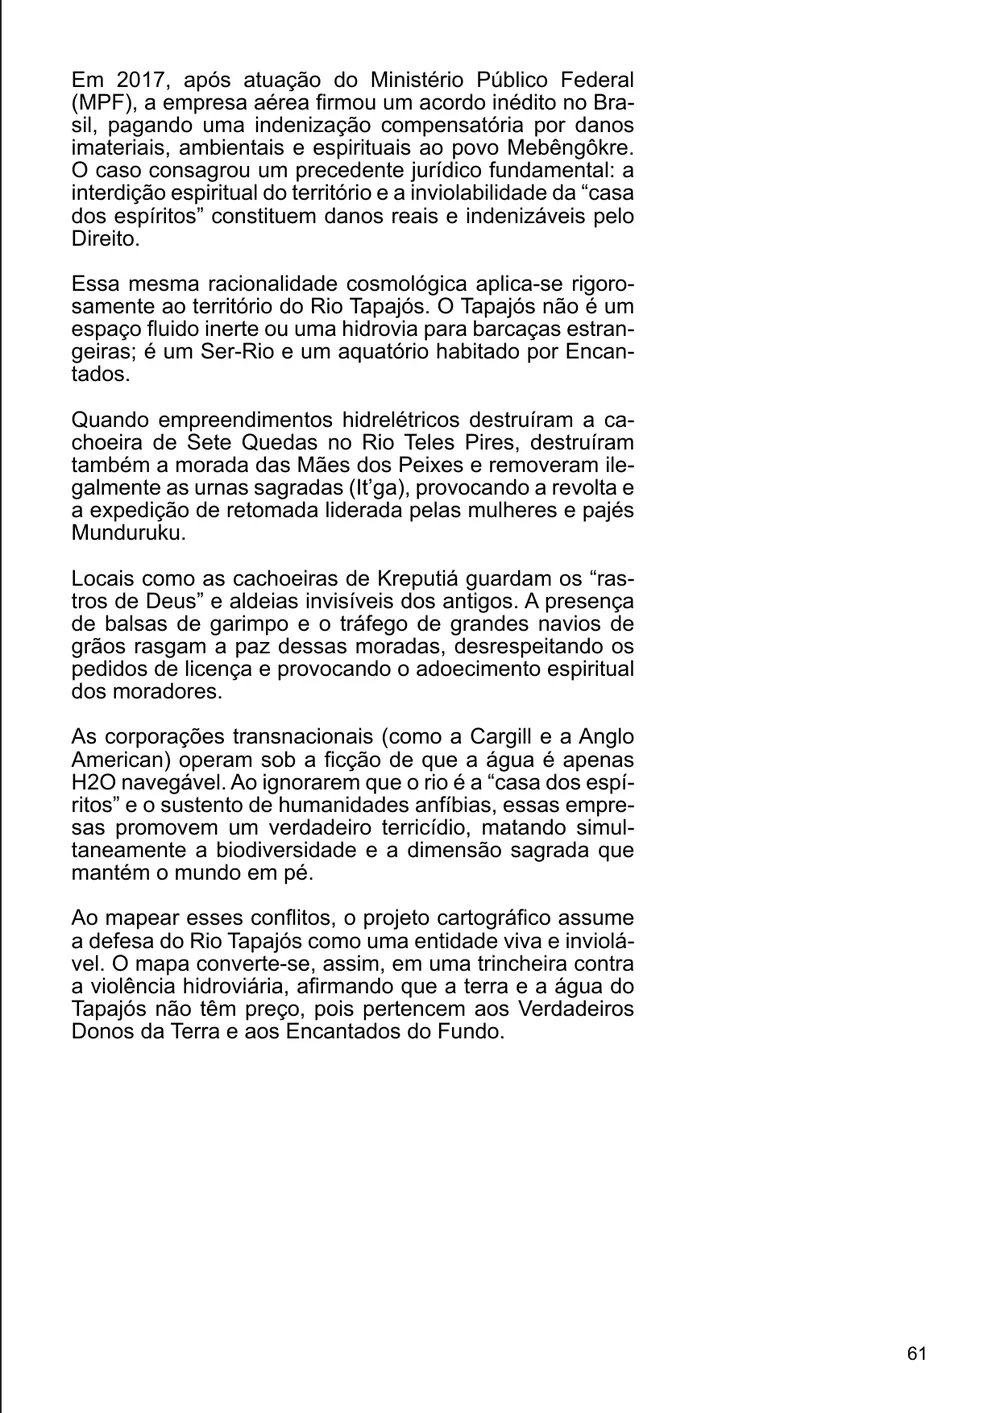 Em 2017, após atuação do Ministério Público Federal
(MPF), a empresa aérea firmou um acordo inédito no Bra-
sil, pagando uma indenização compensatória por danos
imateriais, ambientais e espirituais ao povo Mebêngôkre.
O caso consagrou um precedente jurídico fundamental: a
interdição espiritual do território e a inviolabilidade da “casa
dos espíritos” constituem danos reais e indenizáveis pelo
Direito.

Essa mesma racionalidade cosmológica aplica-se rigoro-
samente ao território do Rio Tapajós. O Tapajós não é um
espaço fluido inerte ou uma hidrovia para barcaças estran-
geiras; é um Ser-Rio e um aquatório habitado por Encan-
tados.

Quando empreendimentos hidrelétricos destruíram a ca-
choeira de Sete Quedas no Rio Teles Pires, destruíram
também a morada das Mães dos Peixes e removeram ile-
galmente as urnas sagradas (It’ga), provocando a revolta e
a expedição de retomada liderada pelas mulheres e pajés
Munduruku.

Locais como as cachoeiras de Kreputiá guardam os “ras-
tros de Deus” e aldeias invisíveis dos antigos. A presença
de balsas de garimpo e o tráfego de grandes navios de
grãos rasgam a paz dessas moradas, desrespeitando os
pedidos de licença e provocando o adoecimento espiritual
dos moradores.

As corporações transnacionais (como a Cargill e a Anglo
American) operam sob a ficção de que a água é apenas
H2O navegável. Ao ignorarem que o rio é a “casa dos espí-
ritos” e o sustento de humanidades anfíbias, essas empre-
sas promovem um verdadeiro terricídio, matando simul-
taneamente a biodiversidade e a dimensão sagrada que
mantém o mundo em pé.

Ao mapear esses conflitos, o projeto cartográfico assume
a defesa do Rio Tapajós como uma entidade viva e inviolá-
vel. O mapa converte-se, assim, em uma trincheira contra
a violência hidroviária, afirmando que a terra e a água do
Tapajós não têm preço, pois pertencem aos Verdadeiros
Donos da Terra e aos Encantados do Fundo.

61